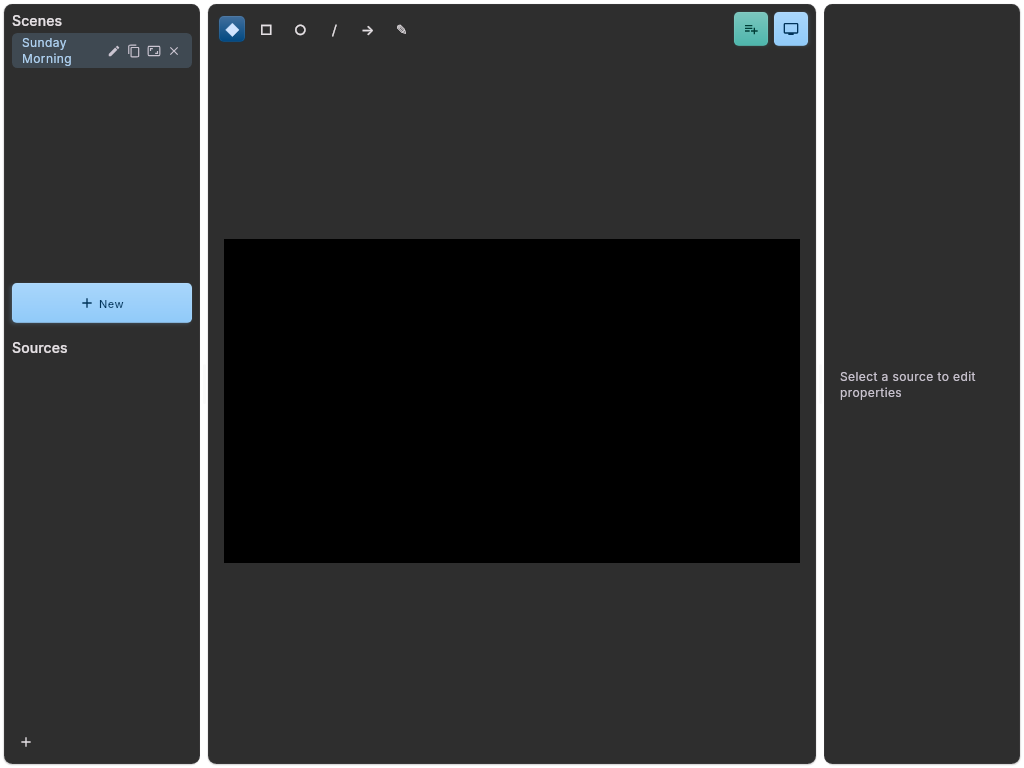 Scenes
Sunday
Morning
New
Sources
Select a source to edit
properties